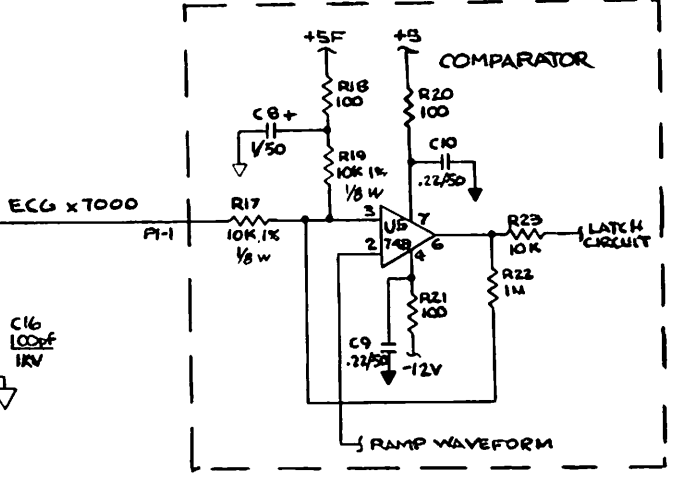 +5F
+5
COMPARATOR
R18
100
R20
100
C8 +
1/50
C10
.22/50
R19
10K 1%
1/8 W
ECG x7000
P1-1
R17
10K,1%
1/8 W
3
7
U5
748
2
6
4
R23
10K
LATCH
CIRCUIT
R22
1M
R21
100
C9
.22/50
-12V
C16
100pf
1KV
RAMP WAVEFORM